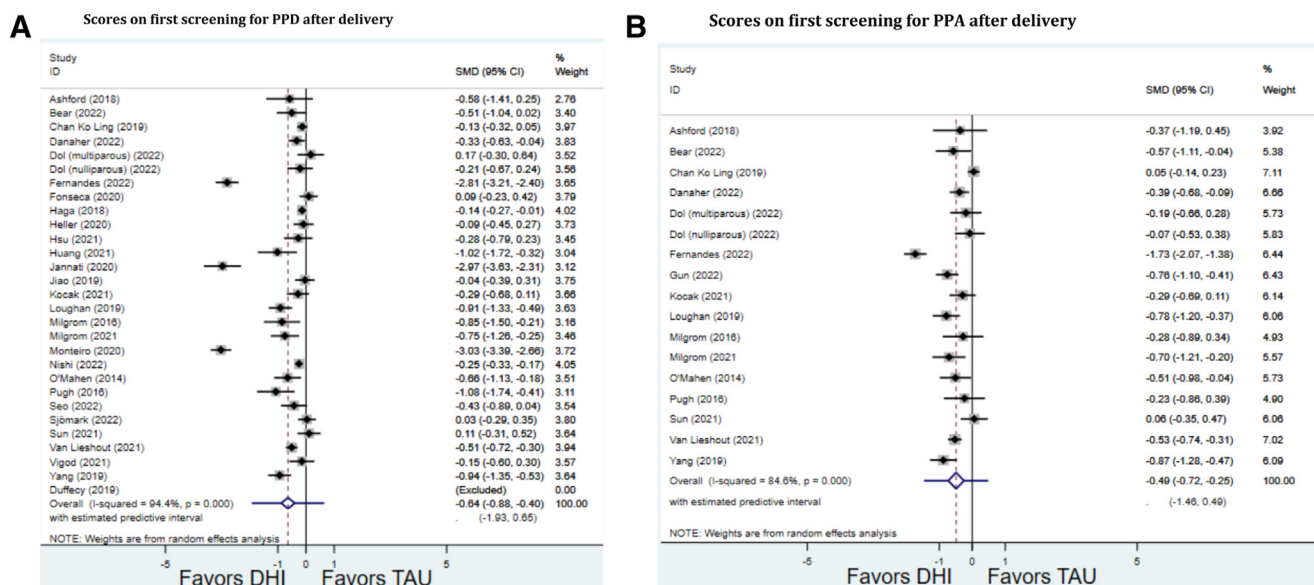 A
Scores on first screening for PPD after delivery
Study %
ID SMD (95% CI) Weight
Ashford (2018) -0.58 (-1.41, 0.25) 2.76
Bear (2022) -0.51 (-1.04, 0.02) 3.40
Chan Ko Ling (2019) -0.13 (-0.32, 0.05) 3.97
Danaher (2022) -0.33 (-0.63, -0.04) 3.83
Dol (multiparous) (2022) 0.17 (-0.30, 0.64) 3.52
Dol (nulliparous) (2022) -0.21 (-0.67, 0.24) 3.56
Fernandes (2022) -2.81 (-3.21, -2.40) 3.65
Fonseca (2020) 0.09 (-0.23, 0.42) 3.79
Haga (2018) -0.14 (-0.27, -0.01) 4.02
Heller (2020) -0.09 (-0.45, 0.27) 3.73
Hsu (2021) -0.28 (-0.79, 0.23) 3.45
Huang (2021) -1.02 (-1.72, -0.32) 3.04
Jannati (2020) -2.97 (-3.63, -2.31) 3.12
Jiao (2019) -0.04 (-0.39, 0.31) 3.75
Kocak (2021) -0.29 (-0.68, 0.11) 3.66
Loughan (2019) -0.91 (-1.33, -0.49) 3.63
Milgrom (2016) -0.85 (-1.50, -0.21) 3.16
Milgrom (2021 -0.75 (-1.26, -0.25) 3.46
Monteiro (2020) -3.03 (-3.39, -2.66) 3.72
Nishi (2022) -0.25 (-0.33, -0.17) 4.05
O'Mahen (2014) -0.66 (-1.13, -0.18) 3.51
Pugh (2016) -1.08 (-1.74, -0.41) 3.11
Seo (2022) -0.43 (-0.89, 0.04) 3.54
Sjömark (2022) 0.03 (-0.29, 0.35) 3.80
Sun (2021) 0.11 (-0.31, 0.52) 3.64
Van Lieshout (2021) -0.51 (-0.72, -0.30) 3.94
Vigod (2021) -0.15 (-0.60, 0.30) 3.57
Yang (2019) -0.94 (-1.35, -0.53) 3.64
Duffecy (2019) (Excluded) 0.00
Overall (I-squared = 94.4%, p = 0.000) -0.64 (-0.88, -0.40) 100.00
with estimated predictive interval . (-1.93, 0.65)
NOTE: Weights are from random effects analysis
-5 -1 0 1 5
Favors DHI Favors TAU
B
Scores on first screening for PPA after delivery
Study %
ID SMD (95% CI) Weight
Ashford (2018) -0.37 (-1.19, 0.45) 3.92
Bear (2022) -0.57 (-1.11, -0.04) 5.38
Chan Ko Ling (2019) 0.05 (-0.14, 0.23) 7.11
Danaher (2022) -0.39 (-0.68, -0.09) 6.66
Dol (multiparous) (2022) -0.19 (-0.66, 0.28) 5.73
Dol (nulliparous) (2022) -0.07 (-0.53, 0.38) 5.83
Fernandes (2022) -1.73 (-2.07, -1.38) 6.44
Gun (2022) -0.76 (-1.10, -0.41) 6.43
Kocak (2021) -0.29 (-0.69, 0.11) 6.14
Loughan (2019) -0.78 (-1.20, -0.37) 6.06
Milgrom (2016) -0.28 (-0.89, 0.34) 4.93
Milgrom (2021 -0.70 (-1.21, -0.20) 5.57
O'Mahen (2014) -0.51 (-0.98, -0.04) 5.73
Pugh (2016) -0.23 (-0.86, 0.39) 4.90
Sun (2021) 0.06 (-0.35, 0.47) 6.06
Van Lieshout (2021) -0.53 (-0.74, -0.31) 7.02
Yang (2019) -0.87 (-1.28, -0.47) 6.09
Overall (I-squared = 84.6%, p = 0.000) -0.49 (-0.72, -0.25) 100.00
with estimated predictive interval . (-1.46, 0.49)
NOTE: Weights are from random effects analysis
-5 -1 0 1 5
Favors DHI Favors TAU